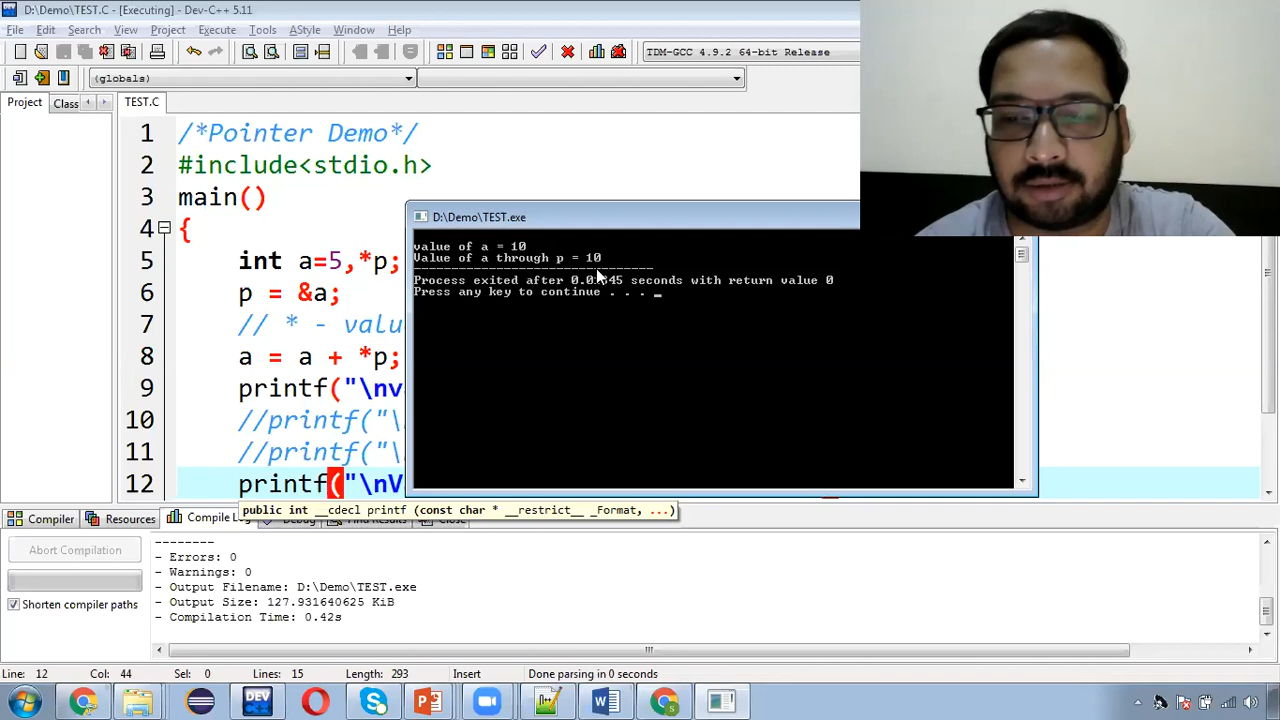 D:\Demo\TEST.C - [Executing] - Dev-C++ 5.11
File Edit Search View Project Execute Tools AStyle Window Help
TDM-GCC 4.9.2 64-bit Release
(globals)
Project Class TEST.C
1 /*Pointer Demo*/
2 #include<stdio.h>
3 main()
4 {
5 int a=5,*p;
6 p = &a;
7 // * - valu
8 a = a + *p;
9 printf("\nv
10 //printf("\
11 //printf("\
12 printf("\nV
D:\Demo\TEST.exe
value of a = 10
Value of a through p = 10
--------------------------------
Process exited after seconds with return value 0
Press any key to continue . . . _
public int __cdecl printf (const char * __restrict__ _Format, ...)
Compiler Resources Compile Log Debug Find Results Close
Abort Compilation
Shorten compiler paths
--------
- Errors: 0
- Warnings: 0
- Output Filename: D:\Demo\TEST.exe
- Output Size: 127.931640625 KiB
- Compilation Time: 0.42s
Line: 12 Col: 44 Sel: 0 Lines: 15 Length: 293 Insert Done parsing in 0 seconds
DEV